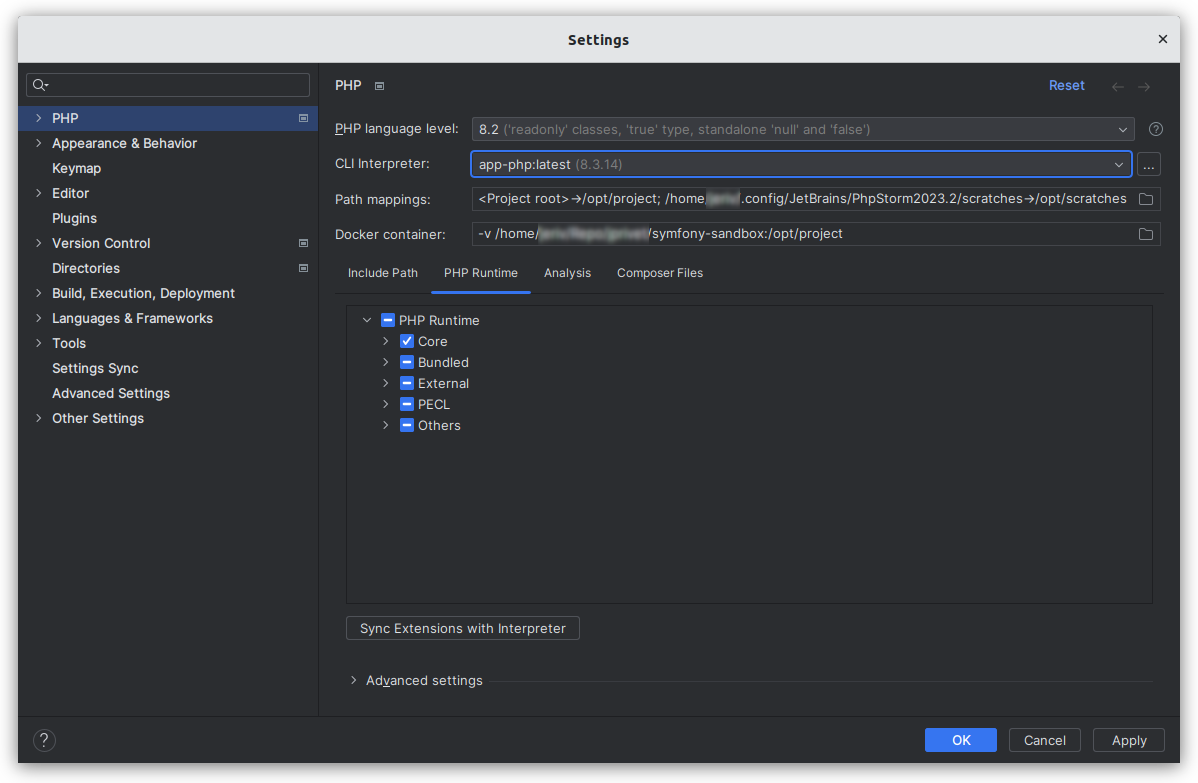 Settings
PHP
Reset
PHP
Appearance & Behavior
Keymap
Editor
Plugins
Version Control
Directories
Build, Execution, Deployment
Languages & Frameworks
Tools
Settings Sync
Advanced Settings
Other Settings
PHP language level: 8.2 ('readonly' classes, 'true' type, standalone 'null' and 'false')
CLI Interpreter: app-php:latest (8.3.14) ...
Path mappings: <Project root>→/opt/project; /home/ .config/JetBrains/PhpStorm2023.2/scratches→/opt/scratches
Docker container: -v /home/ /symfony-sandbox:/opt/project
Include Path PHP Runtime Analysis Composer Files
PHP Runtime
Core
Bundled
External
PECL
Others
Sync Extensions with Interpreter
Advanced settings
? OK Cancel Apply